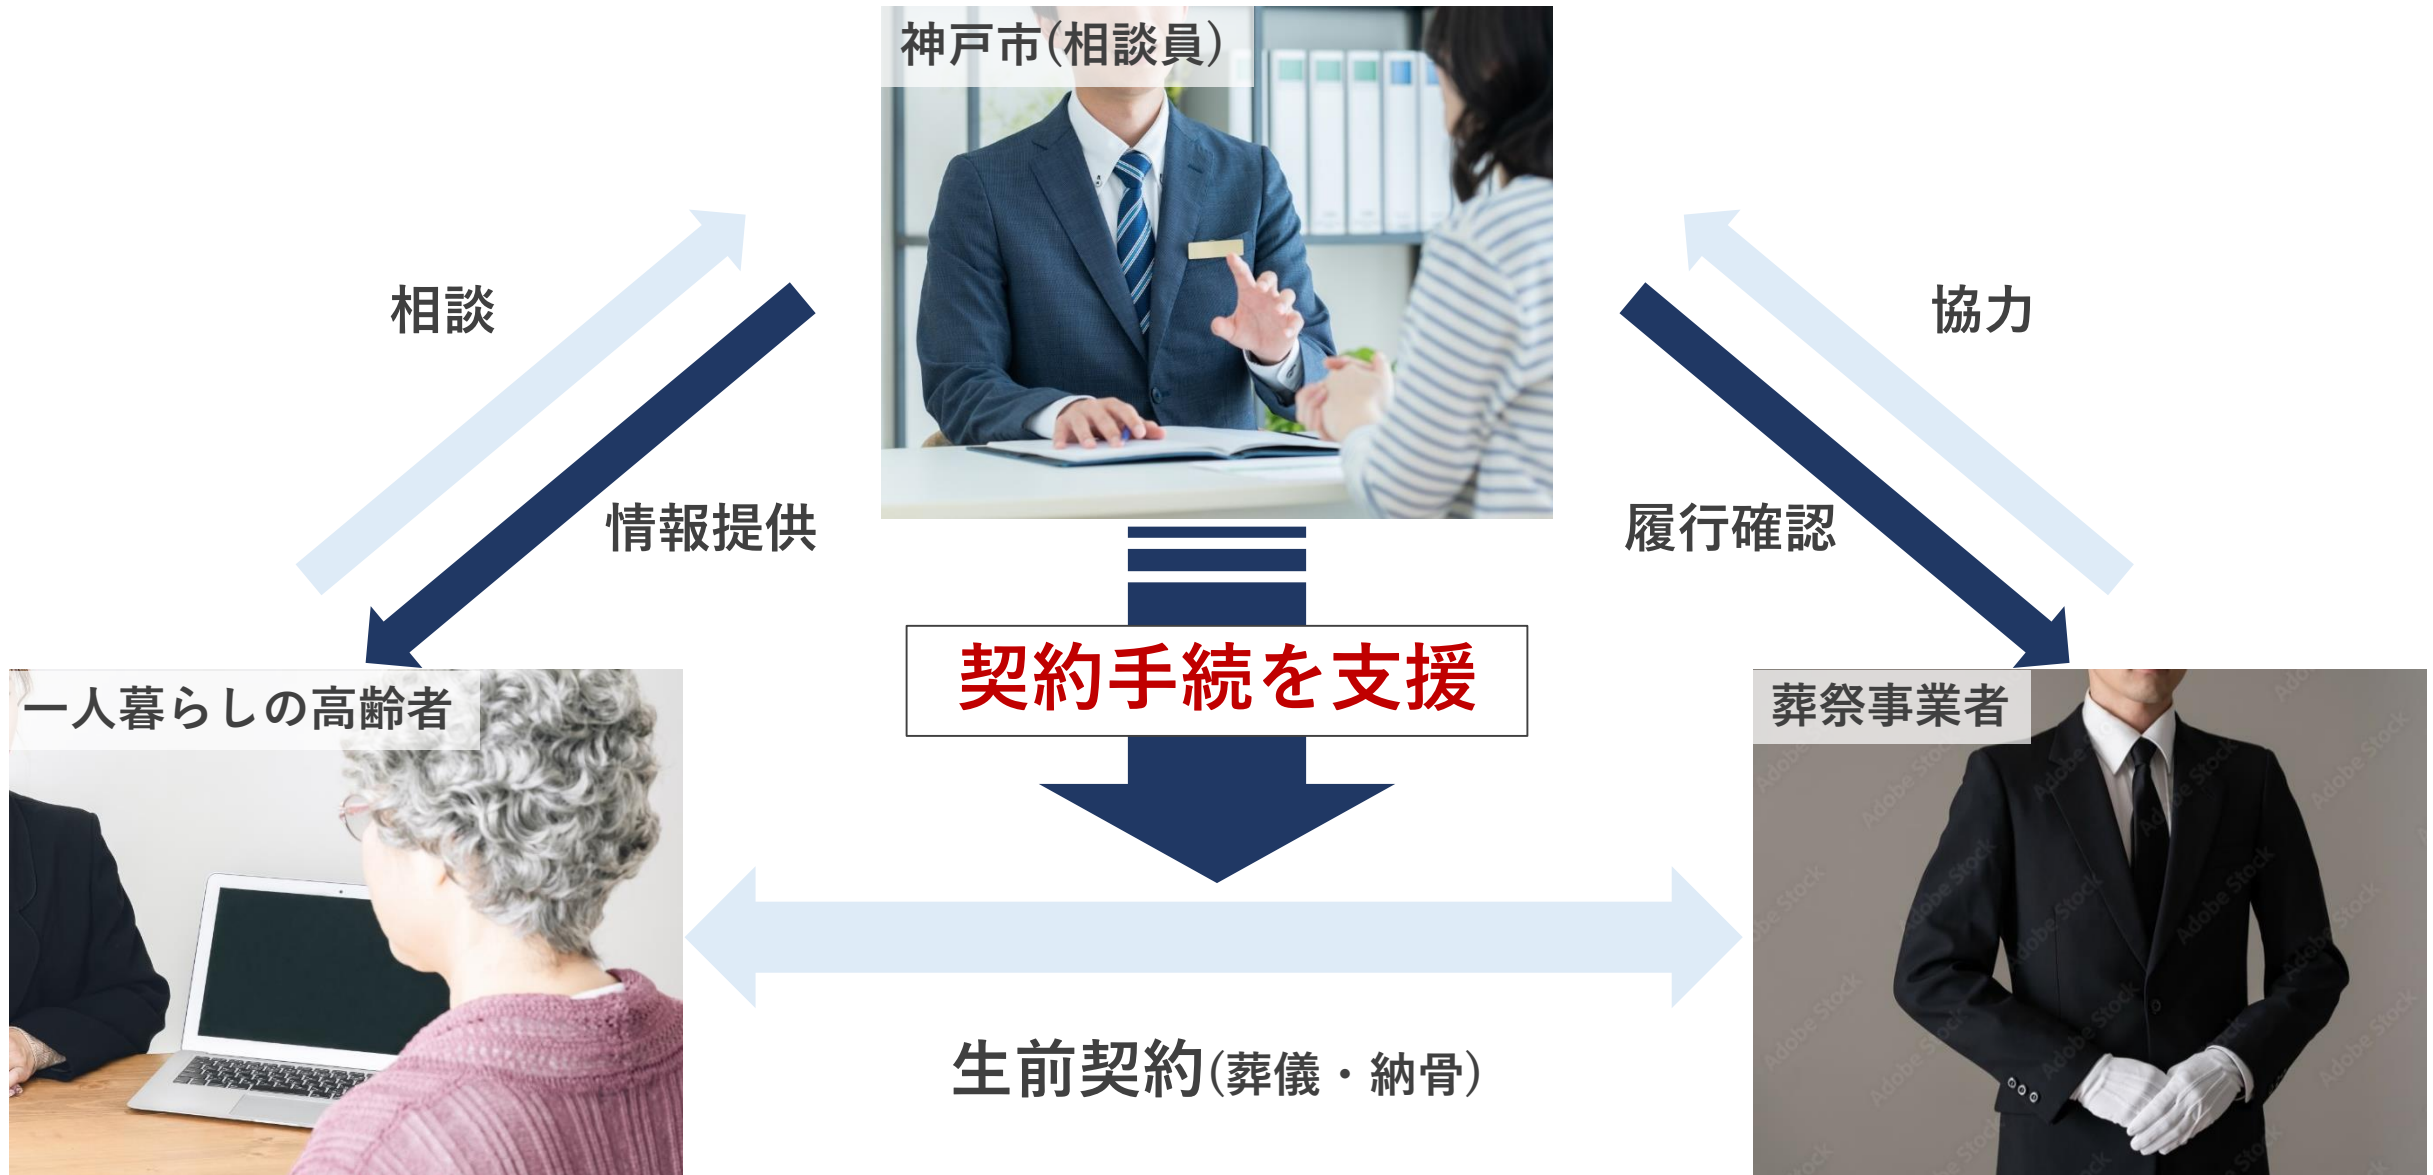 神戸市(相談員)
相談
協力
情報提供
履行確認
契約手続を支援
一人暮らしの高齢者
葬祭事業者
生前契約(葬儀・納骨)
Adobe Stock